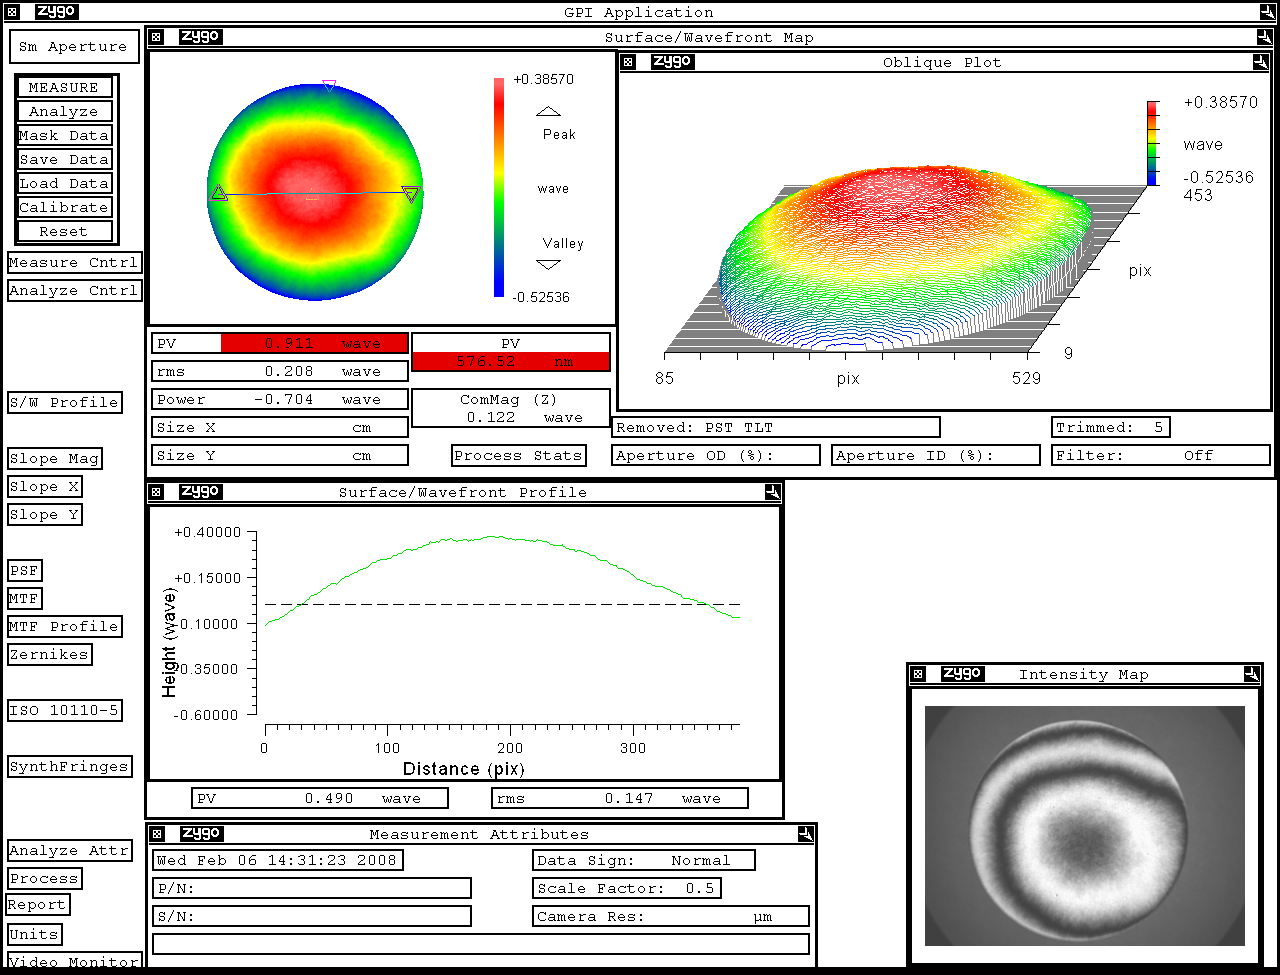 zygo GPI Application
Sm Aperture
MEASURE
Analyze
Mask Data
Save Data
Load Data
Calibrate
Reset
Measure Cntrl
Analyze Cntrl
S/W Profile
Slope Mag
Slope X
Slope Y
PSF
MTF
MTF Profile
Zernikes
ISO 10110-5
SynthFringes
Analyze Attr
Process
Report
Units
Video Monitor
zygo Surface/Wavefront Map
+0.38570
Peak
wave
Valley
-0.52536
zygo Oblique Plot
+0.38570
wave
-0.52536
453
pix
9
85 pix 529
PV 0.911 wave
rms 0.208 wave
Power -0.704 wave
Size X cm
Size Y cm
PV
576.52 nm
ComMag (Z)
0.122 wave
Process Stats
Removed: PST TLT
Trimmed: 5
Aperture OD (%):
Aperture ID (%):
Filter: Off
zygo Surface/Wavefront Profile
+0.40000
+0.15000
-0.10000
-0.35000
-0.60000
Height (wave)
0 100 200 300
Distance (pix)
PV 0.490 wave
rms 0.147 wave
zygo Measurement Attributes
Wed Feb 06 14:31:23 2008
P/N:
S/N:
Data Sign: Normal
Scale Factor: 0.5
Camera Res: µm
zygo Intensity Map